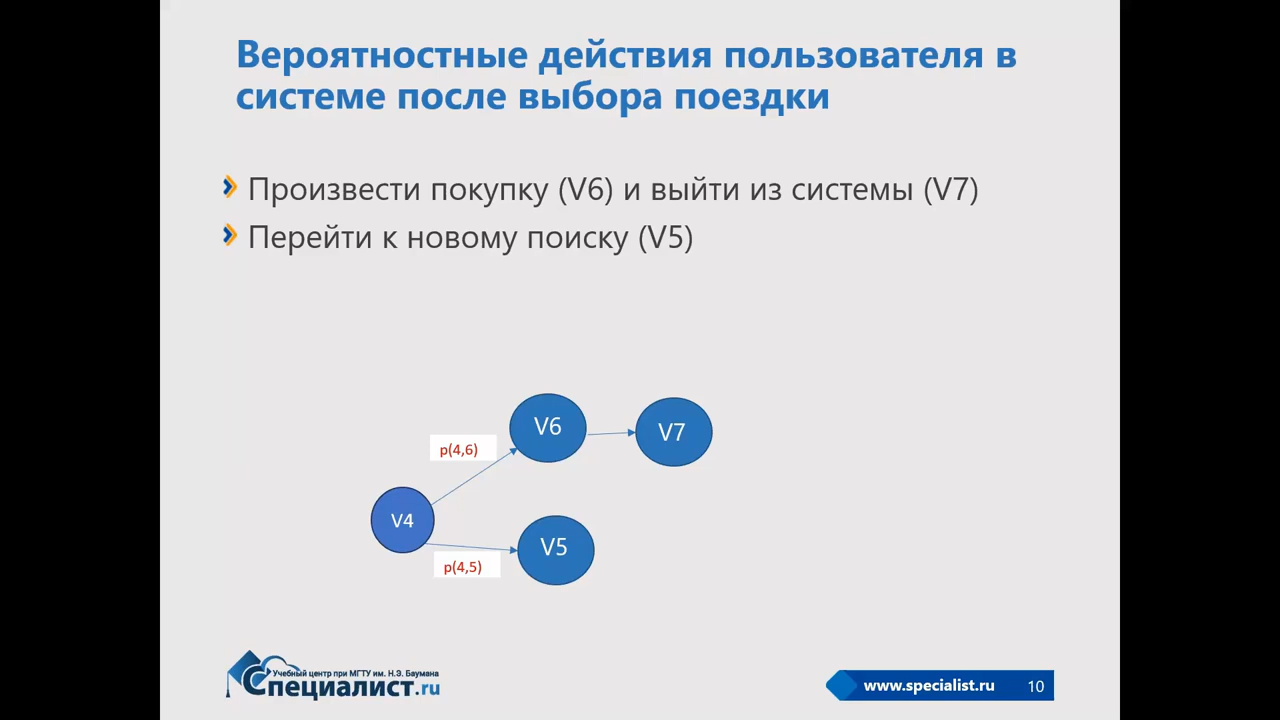 Вероятностные действия пользователя в
системе после выбора поездки
Произвести покупку (V6) и выйти из системы (V7)
Перейти к новому поиску (V5)
V6
V7
p(4,6)
V4
V5
p(4,5)
Учебный центр при МГТУ им. Н.Э. Баумана
Специалист.ru
www.specialist.ru
10